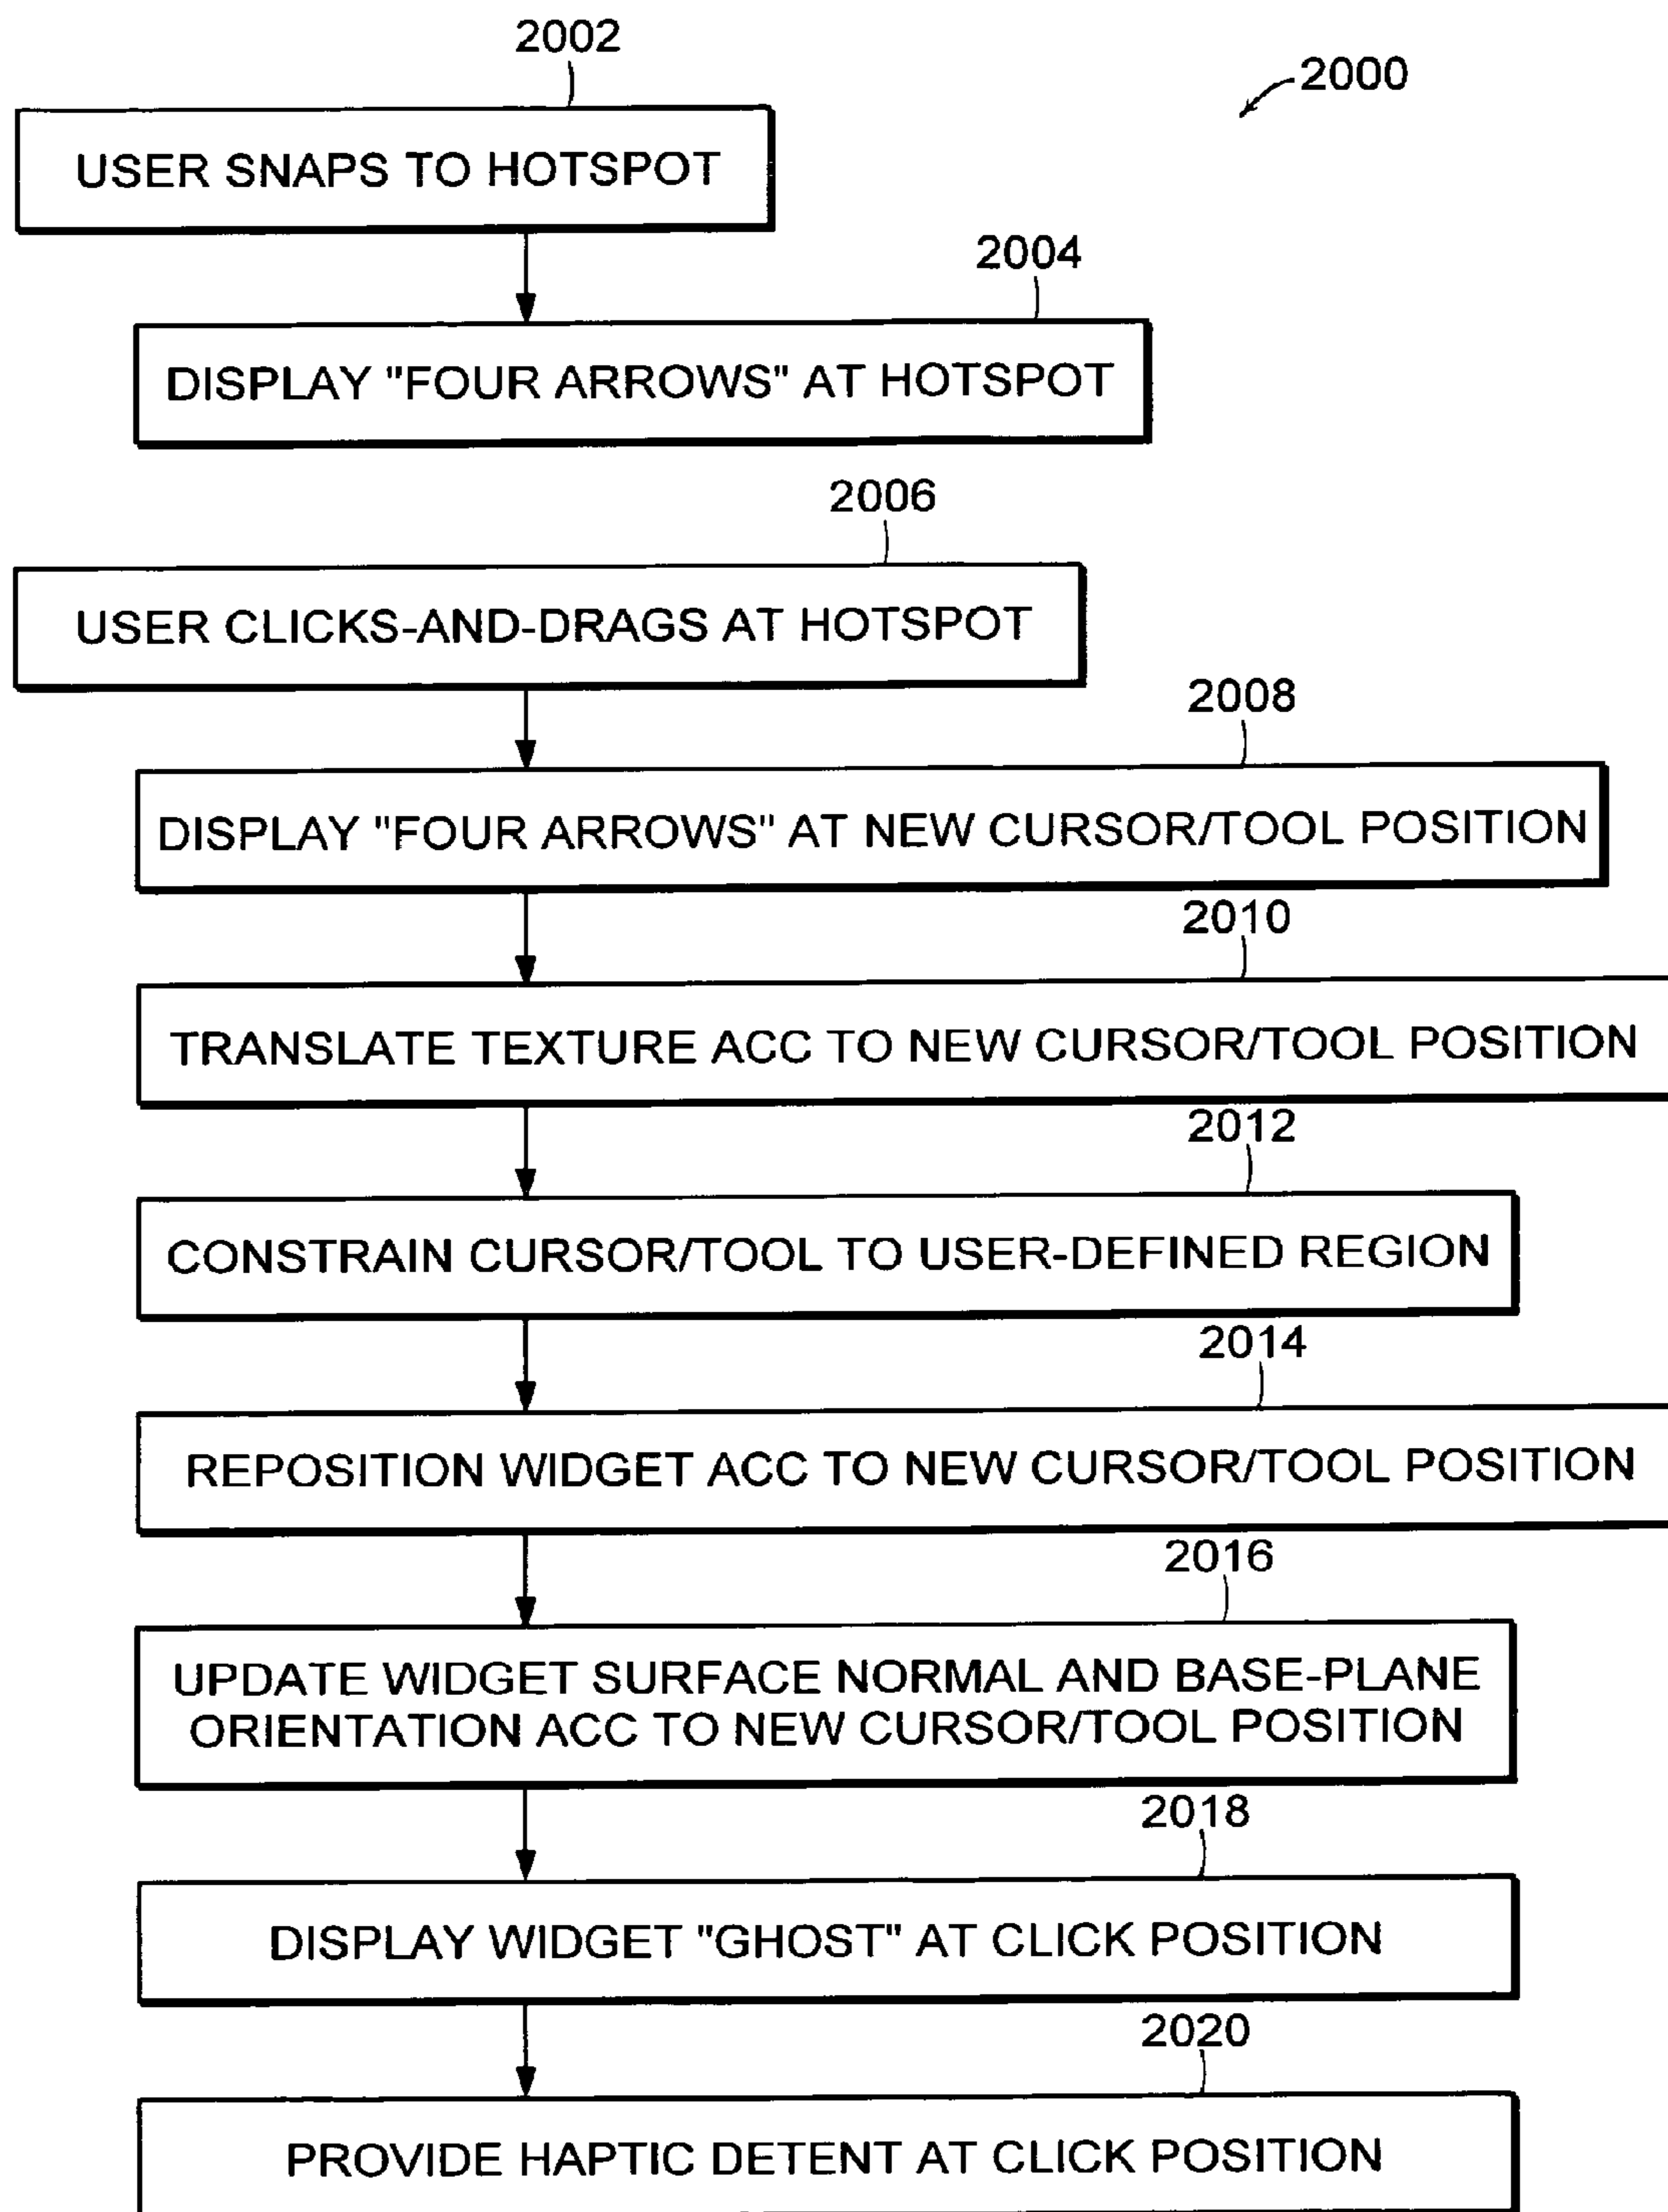 2002
2000
USER SNAPS TO HOTSPOT
2004
DISPLAY "FOUR ARROWS" AT HOTSPOT
2006
USER CLICKS-AND-DRAGS AT HOTSPOT
2008
DISPLAY "FOUR ARROWS" AT NEW CURSOR/TOOL POSITION
2010
TRANSLATE TEXTURE ACC TO NEW CURSOR/TOOL POSITION
2012
CONSTRAIN CURSOR/TOOL TO USER-DEFINED REGION
2014
REPOSITION WIDGET ACC TO NEW CURSOR/TOOL POSITION
2016
UPDATE WIDGET SURFACE NORMAL AND BASE-PLANE
ORIENTATION ACC TO NEW CURSOR/TOOL POSITION
2018
DISPLAY WIDGET "GHOST" AT CLICK POSITION
2020
PROVIDE HAPTIC DETENT AT CLICK POSITION